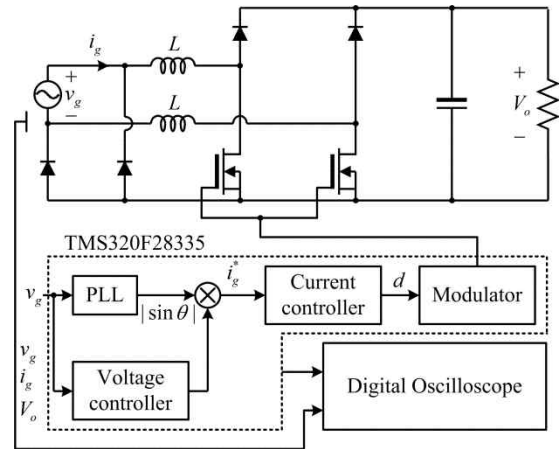 i_g
L
+
v_g
−
L
+
V_o
−
TMS320F28335
v_g
PLL
|sin θ|
i_g^*
Current
controller
d
Modulator
v_g
i_g
V_o
Voltage
controller
Digital Oscilloscope